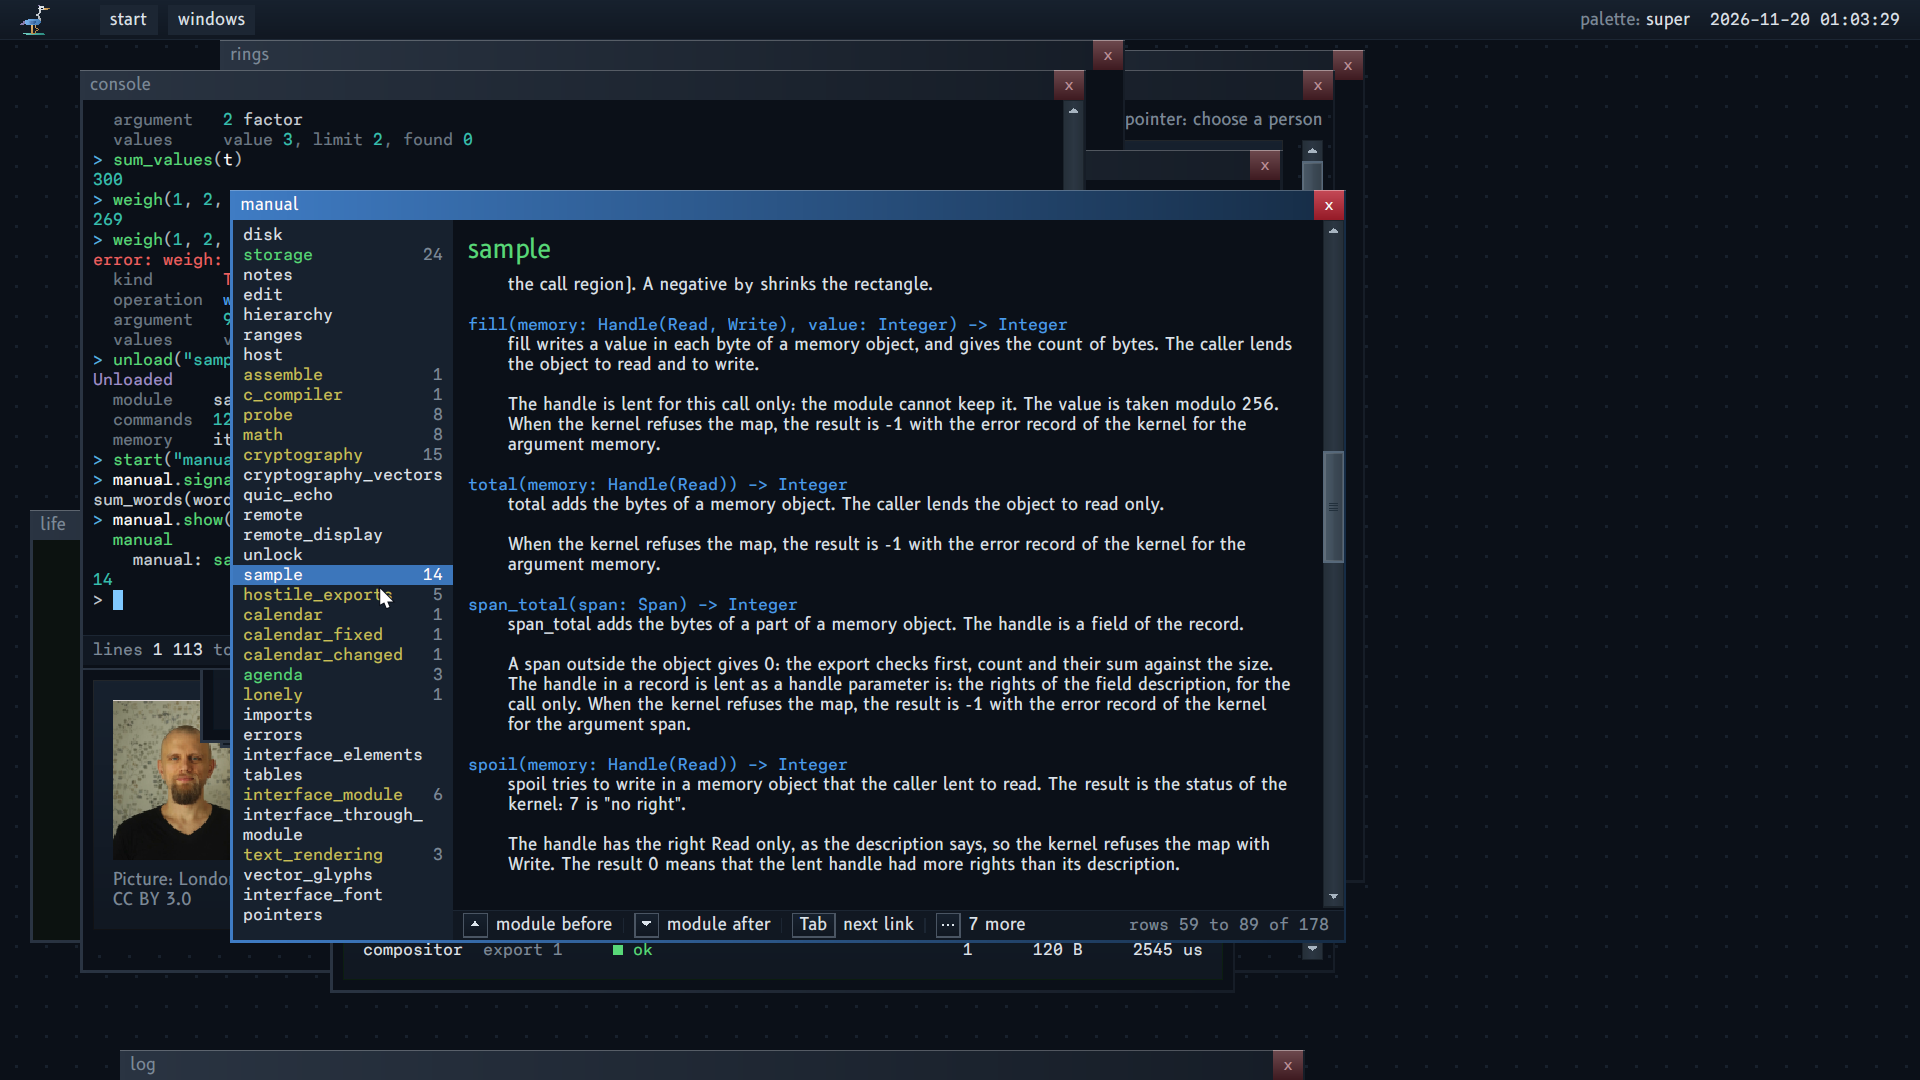 start windows palette: super 2026-11-20 01:03:29
rings x
x
console x
x
pointer: choose a person
x
argument 2 factor
values value 3, limit 2, found 0
> sum_values(t)
300
> weigh(1, 2,
269
> weigh(1, 2,
error: weigh:
kind
operation
argument
values
> unload("samp
Unloaded
module sa
commands 12
memory it
> start("manua
> manual.signa
sum_words(word
> manual.show(
manual
manual: sa
14
>
lines 1 113 to
life
Picture: Londo
CC BY 3.0
manual x
disk
storage 24
notes
edit
hierarchy
ranges
host
assemble 1
c_compiler 1
probe 8
math 8
cryptography 15
cryptography_vectors
quic_echo
remote
remote_display
unlock
sample 14
hostile_exports 5
calendar 1
calendar_fixed 1
calendar_changed 1
agenda 3
lonely 1
imports
errors
interface_elements
tables
interface_module 6
interface_through_
module
text_rendering 3
vector_glyphs
interface_font
pointers
sample
the call region]. A negative by shrinks the rectangle.
fill(memory: Handle(Read, Write), value: Integer) -> Integer
fill writes a value in each byte of a memory object, and gives the count of bytes. The caller lends
the object to read and to write.
The handle is lent for this call only: the module cannot keep it. The value is taken modulo 256.
When the kernel refuses the map, the result is -1 with the error record of the kernel for the
argument memory.
total(memory: Handle(Read)) -> Integer
total adds the bytes of a memory object. The caller lends the object to read only.
When the kernel refuses the map, the result is -1 with the error record of the kernel for the
argument memory.
span_total(span: Span) -> Integer
span_total adds the bytes of a part of a memory object. The handle is a field of the record.
A span outside the object gives 0: the export checks first, count and their sum against the size.
The handle in a record is lent as a handle parameter is: the rights of the field description, for the
call only. When the kernel refuses the map, the result is -1 with the error record of the kernel
for the argument span.
spoil(memory: Handle(Read)) -> Integer
spoil tries to write in a memory object that the caller lent to read. The result is the status of the
kernel: 7 is "no right".
The handle has the right Read only, as the description says, so the kernel refuses the map with
Write. The result 0 means that the lent handle had more rights than its description.
module before module after Tab next link ... 7 more rows 59 to 89 of 178
compositor export 1 ok 1 120 B 2545 us
log x